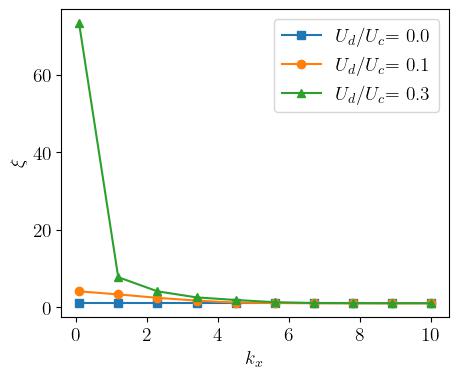 U_d/U_c= 0.0
U_d/U_c= 0.1
U_d/U_c= 0.3
60
40
20
0
ξ
0 2 4 6 8 10
k_x